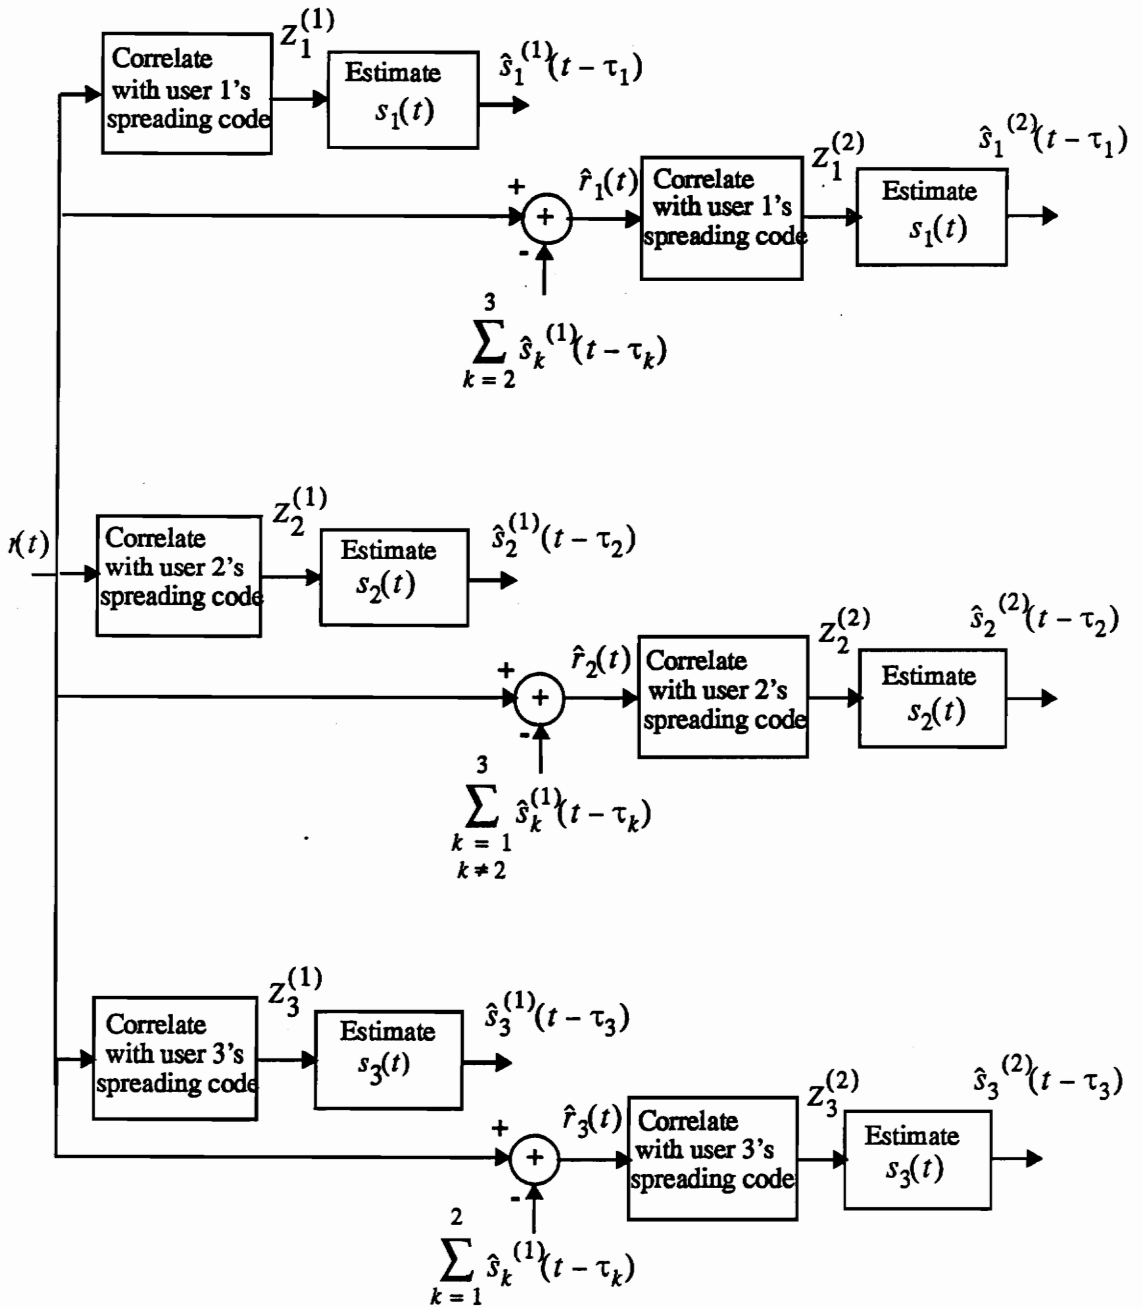 Correlate
with user 1's
spreading code
Z_1^{(1)}
Estimate
s_1(t)
ŝ_1^{(1)}(t − τ_1)
+
+
-
r̂_1(t)
\sum_{k = 2}^{3} ŝ_k^{(1)}(t − τ_k)
Correlate
with user 1's
spreading code
Z_1^{(2)}
Estimate
s_1(t)
ŝ_1^{(2)}(t − τ_1)
r(t)
Correlate
with user 2's
spreading code
Z_2^{(1)}
Estimate
s_2(t)
ŝ_2^{(1)}(t − τ_2)
+
+
-
r̂_2(t)
\sum_{k = 1, k ≠ 2}^{3} ŝ_k^{(1)}(t − τ_k)
Correlate
with user 2's
spreading code
Z_2^{(2)}
Estimate
s_2(t)
ŝ_2^{(2)}(t − τ_2)
Correlate
with user 3's
spreading code
Z_3^{(1)}
Estimate
s_3(t)
ŝ_3^{(1)}(t − τ_3)
+
+
-
r̂_3(t)
\sum_{k = 1}^{2} ŝ_k^{(1)}(t − τ_k)
Correlate
with user 3's
spreading code
Z_3^{(2)}
Estimate
s_3(t)
ŝ_3^{(2)}(t − τ_3)